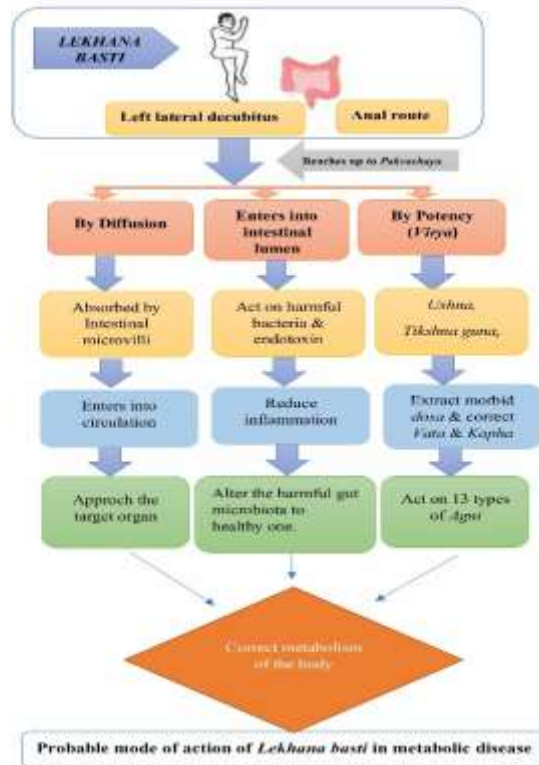 LEKHANA
BASTI
Left lateral decubitus
Anal route
Reaches up to Pakvashaya
By Diffusion
Enters into
intestinal
lumen
By Potency
(Virya)
Absorbed by
Intestinal
microvilli
Act on harmful
bacteria &
endotoxin
Ushna,
Tikshna guna,
Enters into
circulation
Reduce
inflammation
Extract morbid
dosa & correct
Vata & Kapha
Approch the
target organ
Alter the harmful gut
microbiota to
healthy one.
Act on 13 types
of Agni
Correct metabolism
of the body
Probable mode of action of Lekhana basti in metabolic disease